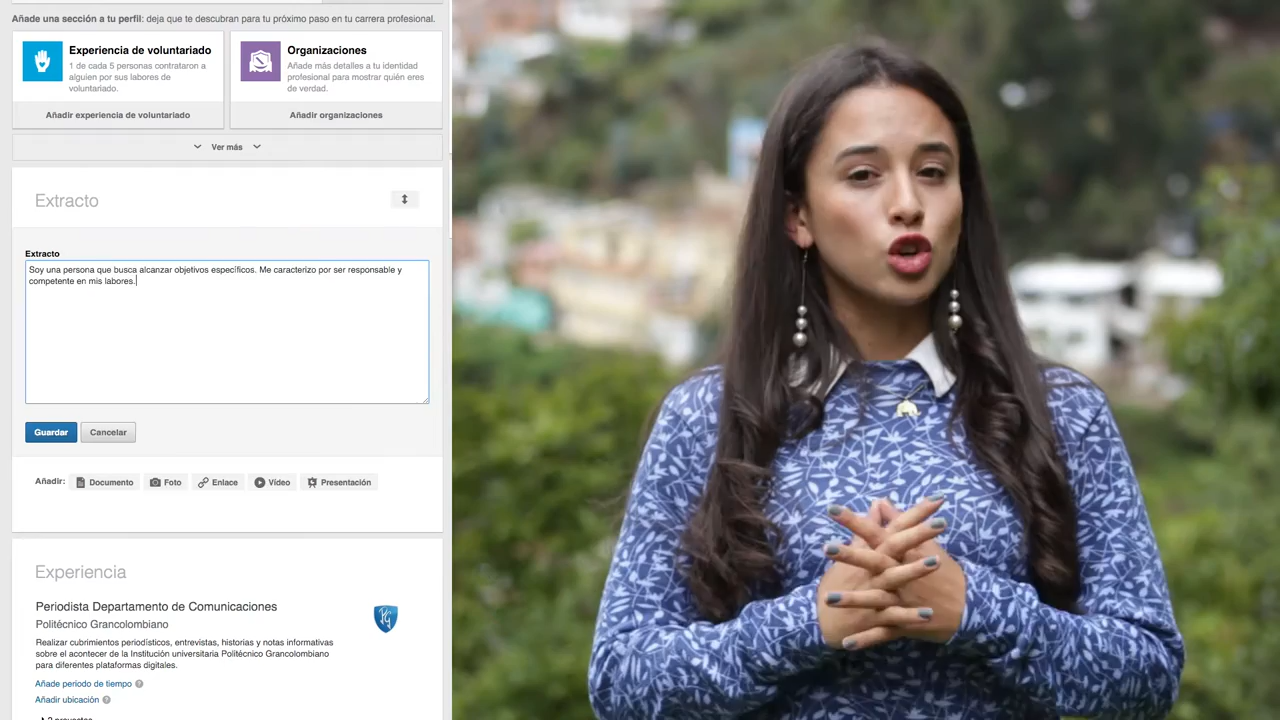 Añade una sección a tu perfil: deja que te descubran para tu próximo paso en tu carrera profesional.
Experiencia de voluntariado
1 de cada 5 personas contrataron a
alguien por sus labores de
voluntariado.
Añadir experiencia de voluntariado
Organizaciones
Añade más detalles a tu identidad
profesional para mostrar quién eres
de verdad.
Añadir organizaciones
Ver más
Extracto
Extracto
Soy una persona que busca alcanzar objetivos específicos. Me caracterizo por ser responsable y
competente en mis labores.
Guardar
Cancelar
Añadir:
Documento
Foto
Enlace
Vídeo
Presentación
Experiencia
Periodista Departamento de Comunicaciones
Politécnico Grancolombiano
Realizar cubrimientos periodísticos, entrevistas, historias y notas informativas
sobre el acontecer de la Institución universitaria Politécnico Grancolombiano
para diferentes plataformas digitales.
Añade periodo de tiempo ?
Añadir ubicación ?
2 proyectos